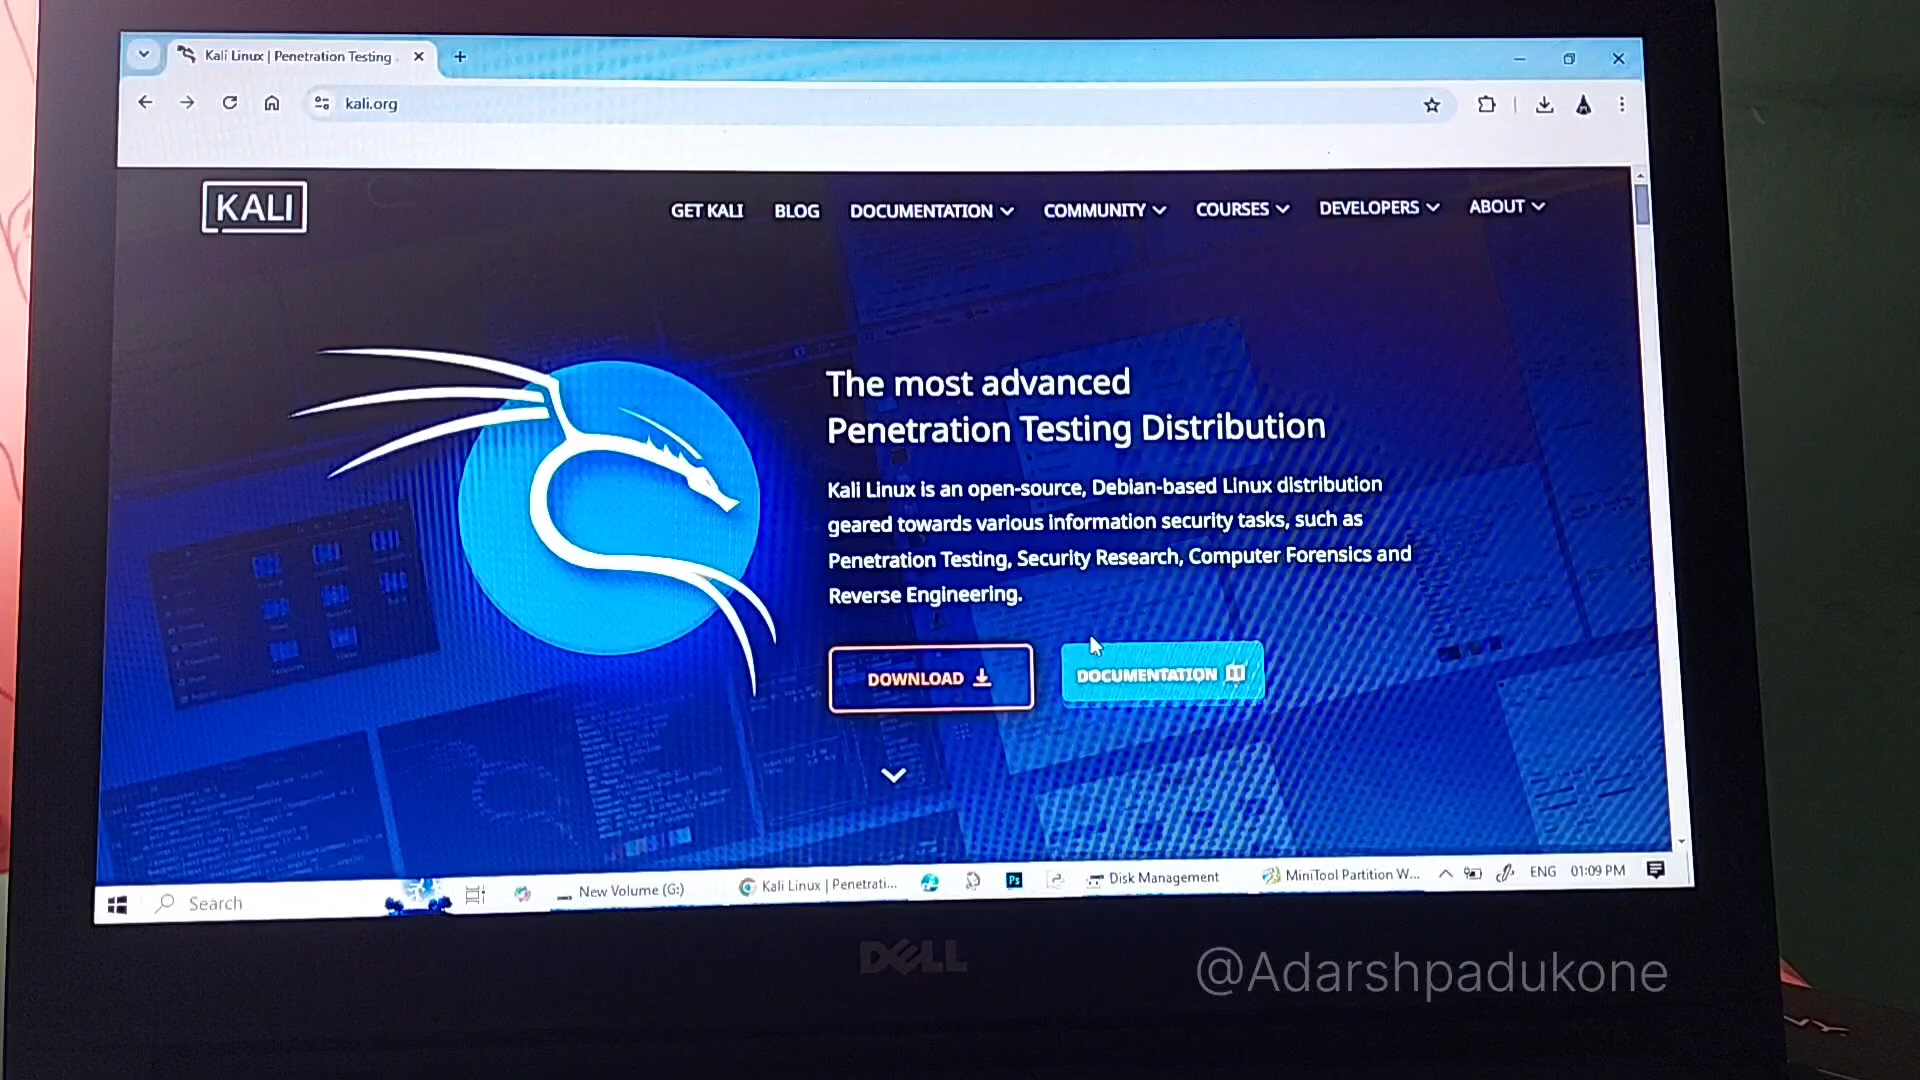 Kali Linux | Penetration Testing
kali.org
KALI
GET KALI BLOG DOCUMENTATION COMMUNITY COURSES DEVELOPERS ABOUT
The most advanced
Penetration Testing Distribution
Kali Linux is an open-source, Debian-based Linux distribution
geared towards various information security tasks, such as
Penetration Testing, Security Research, Computer Forensics and
Reverse Engineering.
DOWNLOAD DOCUMENTATION
Search New Volume (G:) Kali Linux | Penetrati... Ps Disk Management MiniTool Partition W... ENG 01:09 PM
DELL
@Adarshpadukone